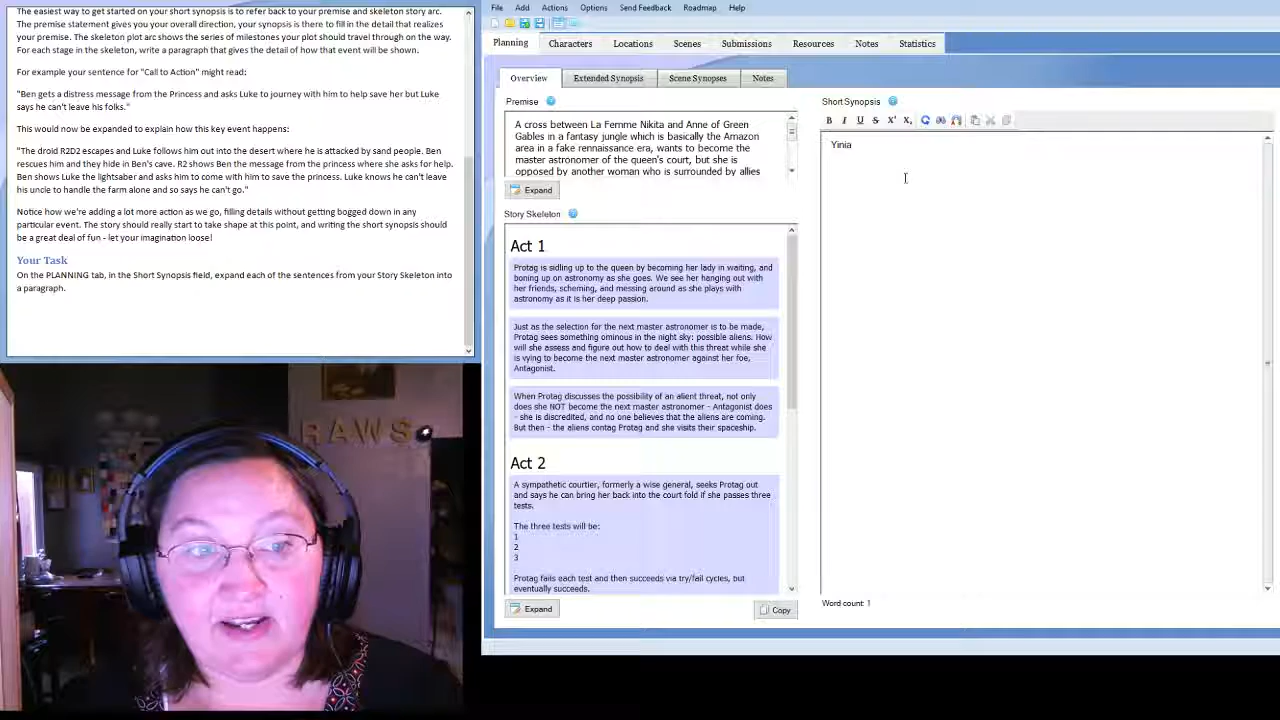 The easiest way to get started on your short synopsis is to refer back to your premise and skeleton story arc.
The premise statement gives you your overall direction, your synopsis is there to fill in the detail that realizes
your premise. The skeleton plot arc shows the series of milestones your plot should travel through on the way.
For each stage in the skeleton, write a paragraph that gives the detail of how that event will be shown.
For example your sentence for "Call to Action" might read:
"Ben gets a distress message from the Princess and asks Luke to journey with him to help save her but Luke
says he can't leave his folks."
This would now be expanded to explain how this key event happens:
"The droid R2D2 escapes and Luke follows him out into the desert where he is attacked by sand people. Ben
rescues him and they hide in Ben's cave. R2 shows Ben the message from the princess where she asks for help.
Ben shows Luke the lightsaber and asks him to come with him to save the princess. Luke knows he can't leave
his uncle to handle the farm alone and so says he can't go."
Notice how we're adding a lot more action as we go, filling details without getting bogged down in any
particular event. The story should really start to take shape at this point, and writing the short synopsis should
be a great deal of fun - let your imagination loose!
Your Task
On the PLANNING tab, in the Short Synopsis field, expand each of the sentences from your Story Skeleton into
a paragraph.
RAWS
File Add Actions Options Send Feedback Roadmap Help
Planning Characters Locations Scenes Submissions Resources Notes Statistics
Overview Extended Synopsis Scene Synopses Notes
Premise
A cross between La Femme Nikita and Anne of Green
Gables in a fantasy jungle which is basically the Amazon
area in a fake rennaissance era, wants to become the
master astronomer of the queen's court, but she is
opposed by another woman who is surrounded by allies
Expand
Story Skeleton
Act 1
Protag is sidling up to the queen by becoming her lady in waiting, and
boning up on astronomy as she goes. We see her hanging out with
her friends, scheming, and messing around as she plays with
astronomy as it is her deep passion.
Just as the selection for the next master astronomer is to be made,
Protag sees something ominous in the night sky: possible aliens. How
will she assess and figure out how to deal with this threat while she
is vying to become the next master astronomer against her foe,
Antagonist.
When Protag discusses the possibility of an alient threat, not only
does she NOT become the next master astronomer - Antagonist does
- she is discredited, and no one believes that the aliens are coming.
But then - the aliens contag Protag and she visits their spaceship.
Act 2
A sympathetic courtier, formerly a wise general, seeks Protag out
and says he can bring her back into the court fold if she passes three
tests.
The three tests will be:
1
2
3
Protag fails each test and then succeeds via try/fail cycles, but
eventually succeeds.
Expand Copy
Short Synopsis
B I U S X² X₂
Yinia
Word count: 1